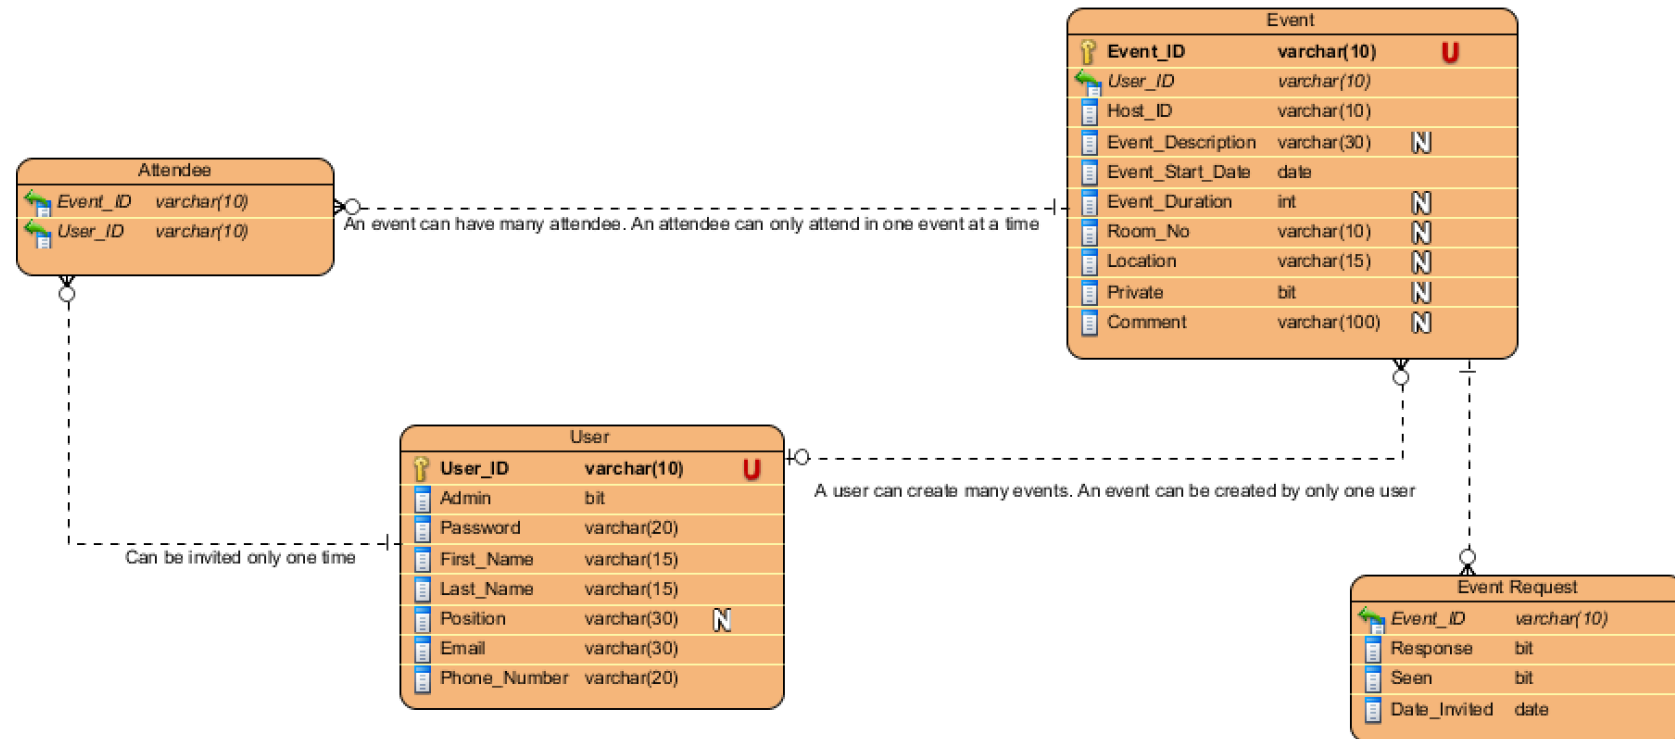 Event
Event_ID varchar(10) U
User_ID varchar(10)
Host_ID varchar(10)
Event_Description varchar(30) N
Event_Start_Date date
Event_Duration int N
Room_No varchar(10) N
Location varchar(15) N
Private bit N
Comment varchar(100) N
Attendee
Event_ID varchar(10)
User_ID varchar(10)
An event can have many attendee. An attendee can only attend in one event at a time
User
User_ID varchar(10) U
Admin bit
Password varchar(20)
First_Name varchar(15)
Last_Name varchar(15)
Position varchar(30) N
Email varchar(30)
Phone_Number varchar(20)
A user can create many events. An event can be created by only one user
Can be invited only one time
Event Request
Event_ID varchar(10)
Response bit
Seen bit
Date_Invited date